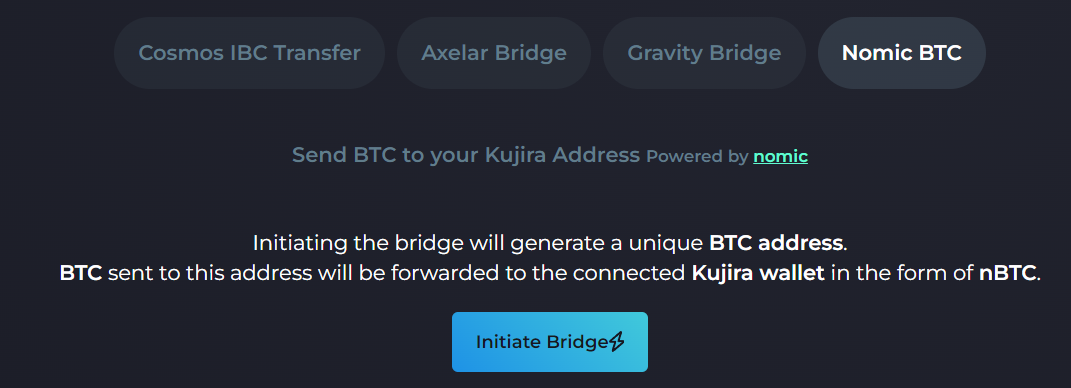 Cosmos IBC Transfer Axelar Bridge Gravity Bridge Nomic BTC
Send BTC to your Kujira Address Powered by nomic
Initiating the bridge will generate a unique BTC address.
BTC sent to this address will be forwarded to the connected Kujira wallet in the form of nBTC.
Initiate Bridge